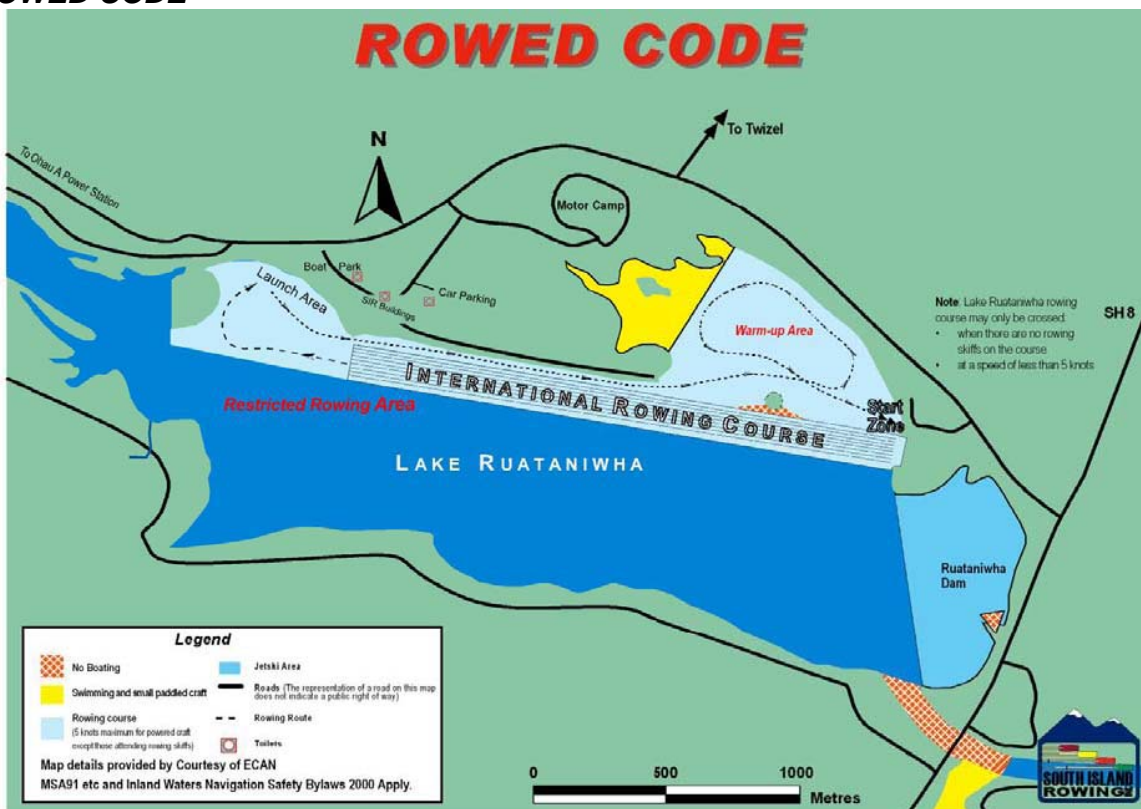 ROWED CODE
ROWED CODE
To Twizel
N
To Ohau A Power Station
Motor Camp
Boat Park
Launch Area
SIR Buildings
Car Parking
Warm-up Area
Note: Lake Ruataniwha rowing
course may only be crossed
• when there are no rowing
skiffs on the course
• at a speed of less than 5 knots
SH 8
INTERNATIONAL ROWING COURSE
Start
Zone
Restricted Rowing Area
LAKE RUATANIWHA
Ruataniwha
Dam
Legend
No Boating
Swimming and small paddled craft
Rowing course
(5 knots maximum for powered craft
except those attending rowing skiffs)
Jetski Area
Roads (The representation of a road on this map
does not indicate a public right of way)
Rowing Route
Toilets
Map details provided by Courtesy of ECAN
MSA91 etc and Inland Waters Navigation Safety Bylaws 2000 Apply.
0 500 1000
Metres
SOUTH ISLAND
ROWING